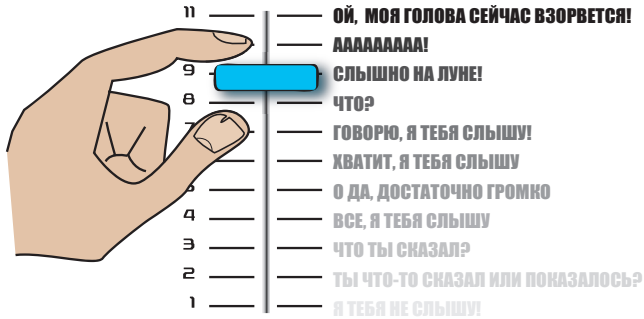 11 ОЙ, МОЯ ГОЛОВА СЕЙЧАС ВЗОРВЕТСЯ!
ААААААААА!
9 СЛЫШНО НА ЛУНЕ!
8 ЧТО?
7 ГОВОРЮ, Я ТЕБЯ СЛЫШУ!
ХВАТИТ, Я ТЕБЯ СЛЫШУ
5 О ДА, ДОСТАТОЧНО ГРОМКО
4 ВСЕ, Я ТЕБЯ СЛЫШУ
3 ЧТО ТЫ СКАЗАЛ?
2 ТЫ ЧТО-ТО СКАЗАЛ ИЛИ ПОКАЗАЛОСЬ?
1 Я ТЕБЯ НЕ СЛЫШУ!